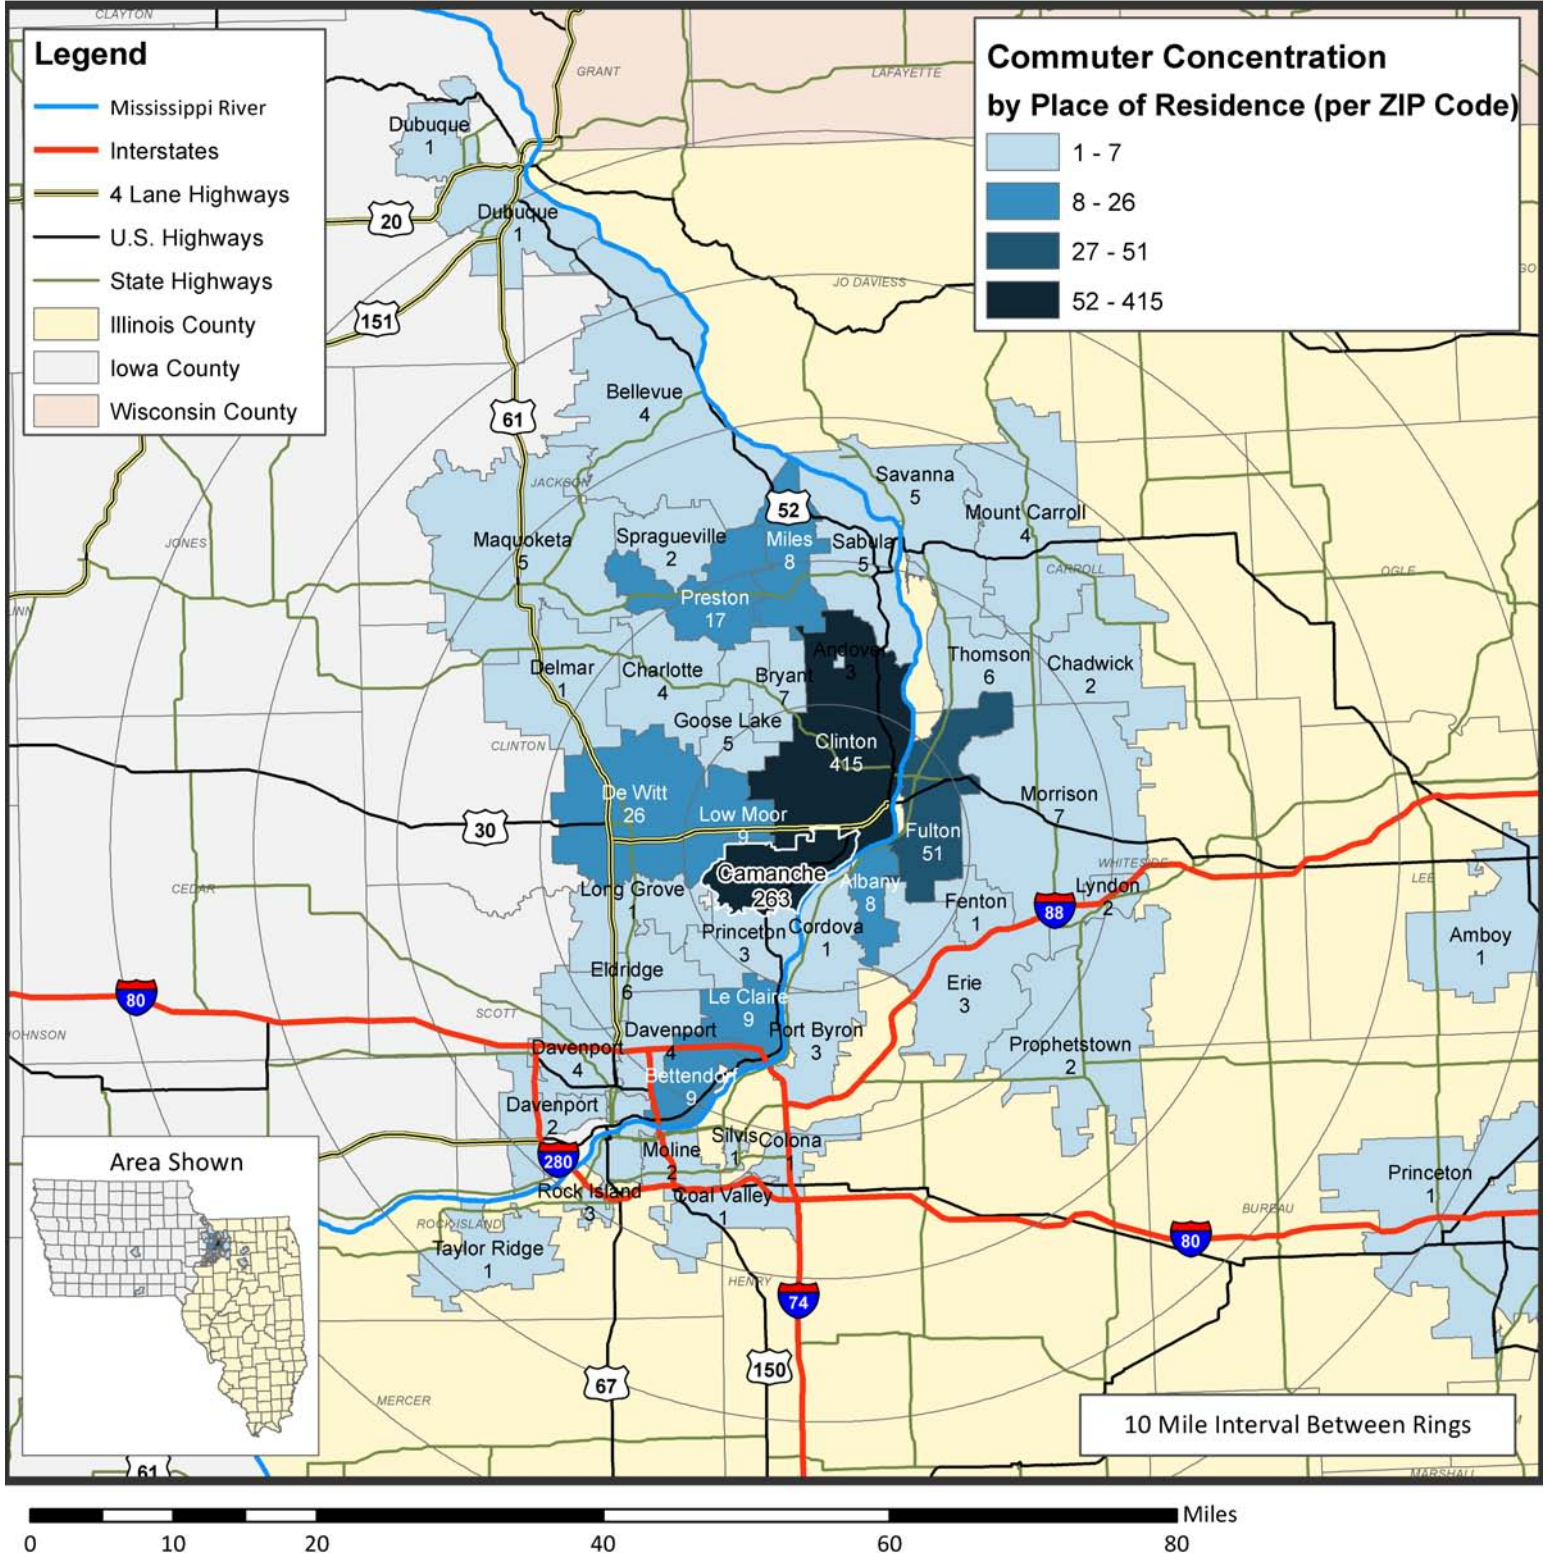 CLAYTON
Legend
Mississippi River
Interstates
4 Lane Highways
U.S. Highways
State Highways
Illinois County
Iowa County
Wisconsin County
Commuter Concentration
by Place of Residence (per ZIP Code)
1 - 7
8 - 26
27 - 51
52 - 415
GRANT
LAFAYETTE
Dubuque
1
20
Dubuque
1
151
JO DAVIESS
61
Bellevue
4
JACKSON
Savanna
5
52
Mount Carroll
4
JONES
Maquoketa
5
Spragueville
2
Miles
8
Sabula
5
CARROLL
OGLE
Preston
17
Andover
3
Thomson
6
Chadwick
2
Delmar
1
Charlotte
4
Bryant
7
Goose Lake
5
CLINTON
Clinton
415
De Witt
26
Low Moor
9
Morrison
7
30
Fulton
51
WHITESIDE
LEE
CEDAR
Camanche
263
Albany
8
Long Grove
1
Fenton
1
88
Lyndon
2
Princeton
3
Cordova
1
Amboy
1
Eldridge
6
80
Le Claire
9
Erie
3
SCOTT
Davenport
4
Port Byron
3
Davenport
4
Prophetstown
2
Bettendorf
9
Davenport
2
280
Moline
2
Silvis
1
Colona
1
Rock Island
3
Coal Valley
1
Princeton
1
ROCK ISLAND
BUREAU
80
Taylor Ridge
1
HENRY
74
Area Shown
67
150
MERCER
10 Mile Interval Between Rings
61
MARSHALL
Miles
0 10 20 40 60 80